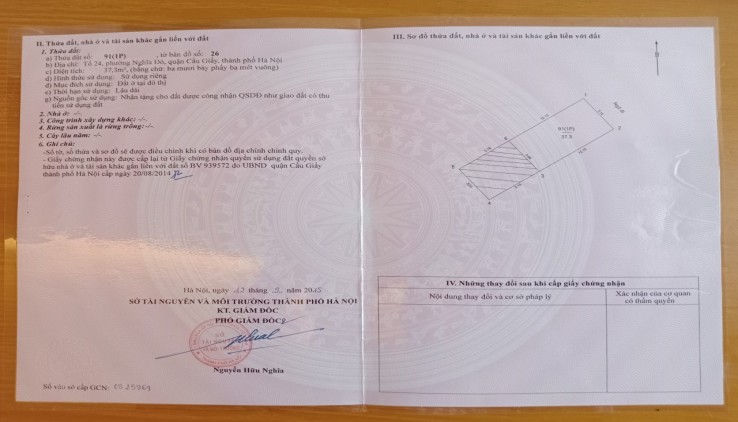 II. Thửa đất, nhà ở và tài sản khác gắn liền với đất
1. Thửa đất:
a) Thửa đất số: 91(1P) , tờ bản đồ số: 26
b) Địa chỉ: Tổ 24, phường Nghĩa Đô, quận Cầu Giấy, thành phố Hà Nội
c) Diện tích: 37,3m², (bằng chữ: ba mươi bảy phẩy ba mét vuông)
d) Hình thức sử dụng: Sử dụng riêng
đ) Mục đích sử dụng: Đất ở tại đô thị
e) Thời hạn sử dụng: Lâu dài
g) Nguồn gốc sử dụng: Nhận tặng cho đất được công nhận QSDĐ như giao đất có thu
tiền sử dụng đất
2. Nhà ở: -/-
3. Công trình xây dựng khác: -/-
4. Rừng sản xuất là rừng trồng: -/-
5. Cây lâu năm: -/-
6. Ghi chú:
-Số tờ, số thửa và sơ đồ sẽ được điều chỉnh khi có bản đồ địa chính chính quy.
- Giấy chứng nhận này được cấp lại từ Giấy chứng nhận quyền sử dụng đất quyền sở
hữu nhà ở và tài sản khác gắn liền với đất số BV 939572 do UBND quận Cầu Giấy
thành phố Hà Nội cấp ngày 20/08/2014
Hà Nội, ngày tháng năm 2015
SỞ TÀI NGUYÊN VÀ MÔI TRƯỜNG THÀNH PHỐ HÀ NỘI
KT. GIÁM ĐỐC
PHÓ GIÁM ĐỐC
Nguyễn Hữu Nghĩa
Số vào sổ cấp GCN:
III. Sơ đồ thửa đất, nhà ở và tài sản khác gắn liền với đất
91(1P)
37.3
IV. Những thay đổi sau khi cấp giấy chứng nhận
Nội dung thay đổi và cơ sở pháp lý
Xác nhận của cơ quan
có thẩm quyền